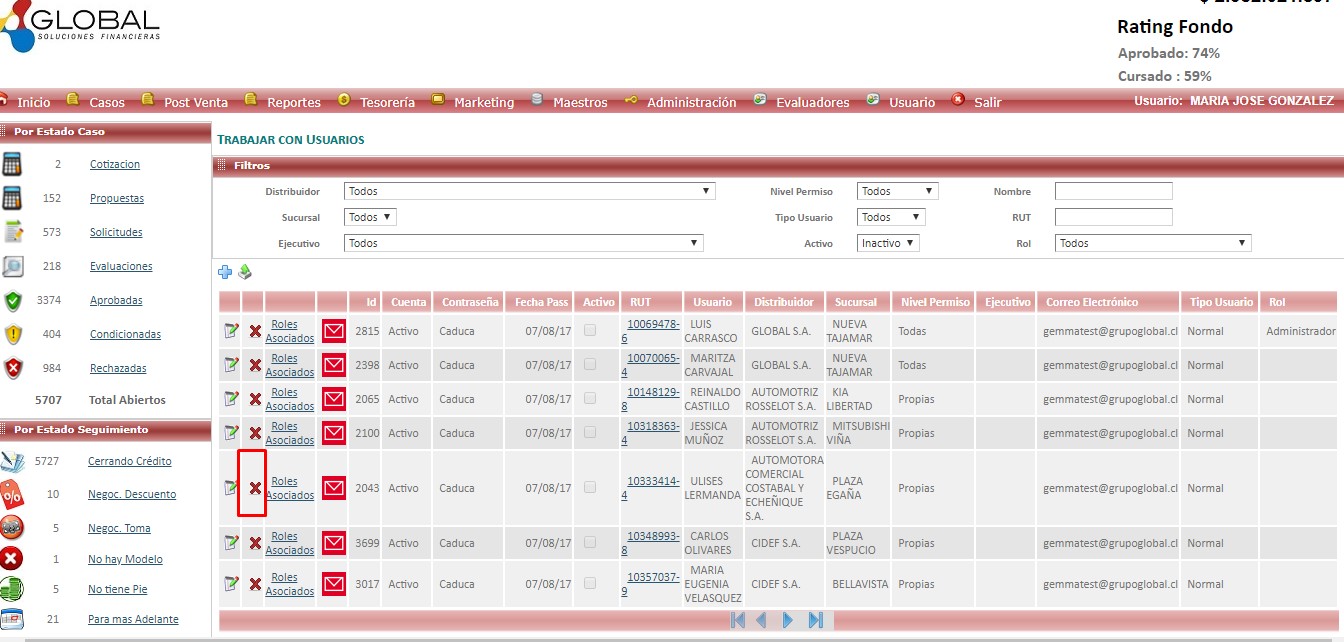 GLOBAL
SOLUCIONES FINANCIERAS
Rating Fondo
Aprobado: 74%
Cursado : 59%
Inicio Casos Post Venta Reportes Tesorería Marketing Maestros Administración Evaluadores Usuario Salir Usuario: MARIA JOSE GONZALEZ
Por Estado Caso
2 Cotizacion
152 Propuestas
573 Solicitudes
218 Evaluaciones
3374 Aprobadas
404 Condicionadas
984 Rechazadas
5707 Total Abiertos
Por Estado Seguimiento
5727 Cerrando Crédito
10 Negoc. Descuento
5 Negoc. Toma
1 No hay Modelo
5 No tiene Pie
21 Para mas Adelante
TRABAJAR CON USUARIOS
Filtros
Distribuidor Todos Nivel Permiso Todos Nombre
Sucursal Todos Tipo Usuario Todos RUT
Ejecutivo Todos Activo Inactivo Rol Todos
Id Cuenta Contraseña Fecha Pass Activo RUT Usuario Distribuidor Sucursal Nivel Permiso Ejecutivo Correo Electrónico Tipo Usuario Rol
Roles Asociados 2815 Activo Caduca 07/08/17 10069478-6 LUIS CARRASCO GLOBAL S.A. NUEVA TAJAMAR Todas gemmatest@grupoglobal.cl Normal Administrador
Roles Asociados 2398 Activo Caduca 07/08/17 10070065-4 MARITZA CARVAJAL GLOBAL S.A. NUEVA TAJAMAR Todas gemmatest@grupoglobal.cl Normal
Roles Asociados 2065 Activo Caduca 07/08/17 10148129-8 REINALDO CASTILLO AUTOMOTRIZ ROSSELOT S.A. KIA LIBERTAD Propias gemmatest@grupoglobal.cl Normal
Roles Asociados 2100 Activo Caduca 07/08/17 10318363-4 JESSICA MUÑOZ AUTOMOTRIZ ROSSELOT S.A. MITSUBISHI VIÑA Propias gemmatest@grupoglobal.cl Normal
Roles Asociados 2043 Activo Caduca 07/08/17 10333414-4 ULISES LERMANDA AUTOMOTORA COMERCIAL COSTABAL Y ECHEÑIQUE S.A. PLAZA EGAÑA Propias gemmatest@grupoglobal.cl Normal
Roles Asociados 3699 Activo Caduca 07/08/17 10348993-8 CARLOS OLIVARES CIDEF S.A. PLAZA VESPUCIO Propias gemmatest@grupoglobal.cl Normal
Roles Asociados 3017 Activo Caduca 07/08/17 10357037-9 MARIA EUGENIA VELASQUEZ CIDEF S.A. BELLAVISTA Propias gemmatest@grupoglobal.cl Normal